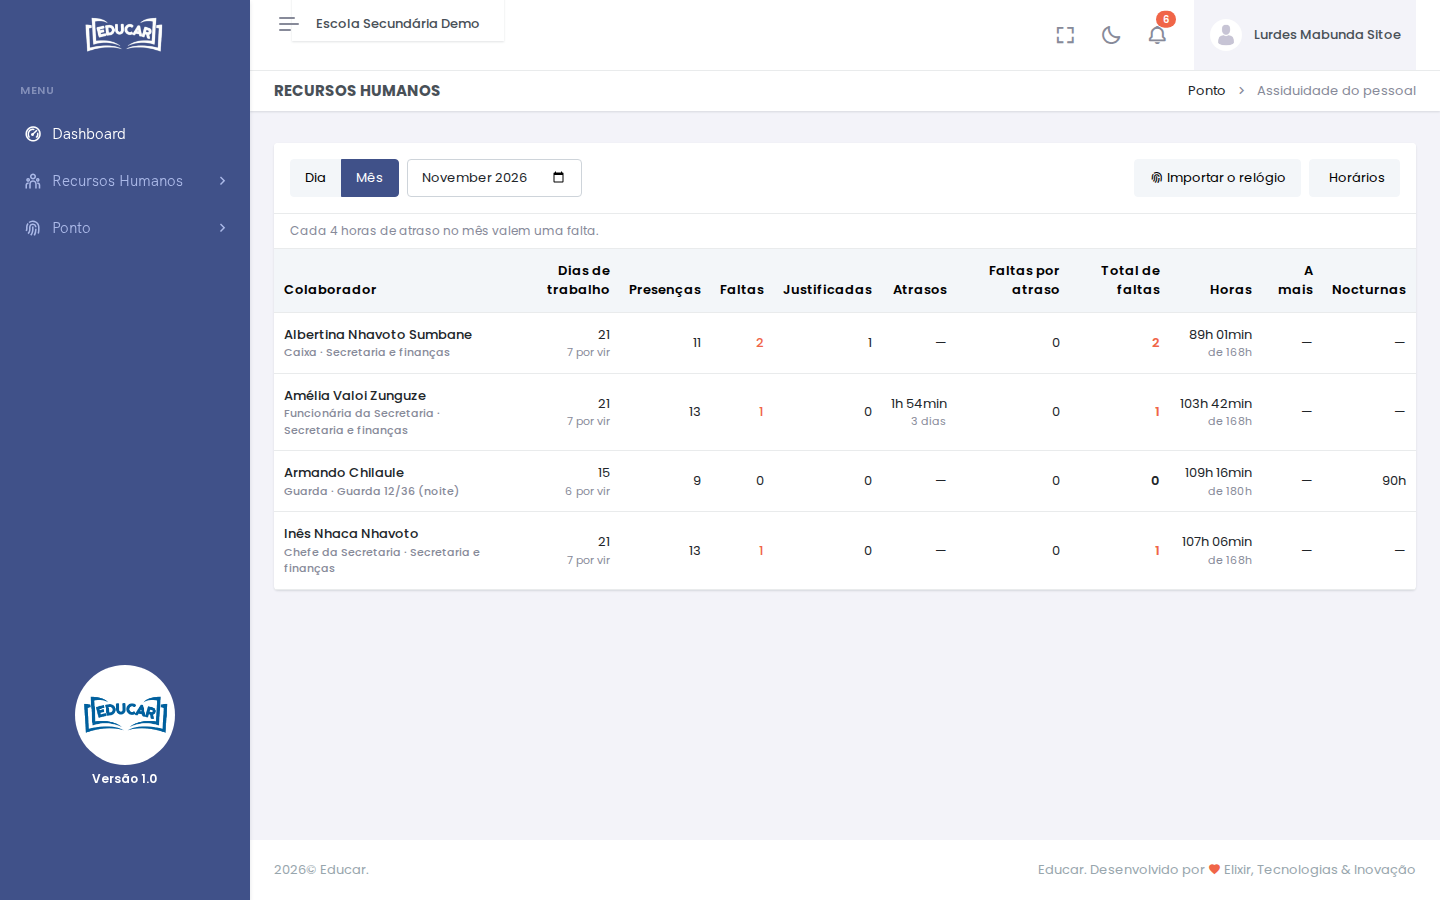 EDUCAR
Escola Secundária Demo
6
Lurdes Mabunda Sitoe
MENU
Dashboard
Recursos Humanos
Ponto
RECURSOS HUMANOS
Ponto > Assiduidade do pessoal
Dia
Mês
November 2026
Importar o relógio
Horários
Cada 4 horas de atraso no mês valem uma falta.
Colaborador Dias de trabalho Presenças Faltas Justificadas Atrasos Faltas por atraso Total de faltas Horas A mais Nocturnas
Albertina Nhavoto Sumbane 21 11 2 1 — 0 2 89h 01min — —
Caixa · Secretaria e finanças 7 por vir de 168h
Amélia Valoi Zunguze 21 13 1 0 1h 54min 0 1 103h 42min — —
Funcionária da Secretaria · 7 por vir 3 dias de 168h
Secretaria e finanças
Armando Chilaule 15 9 0 0 — 0 0 109h 16min — 90h
Guarda · Guarda 12/36 (noite) 6 por vir de 180h
Inês Nhaca Nhavoto 21 13 1 0 — 0 1 107h 06min — —
Chefe da Secretaria · Secretaria e 7 por vir de 168h
finanças
EDUCAR
Versão 1.0
2026© Educar.
Educar. Desenvolvido por Elixir, Tecnologias & Inovação